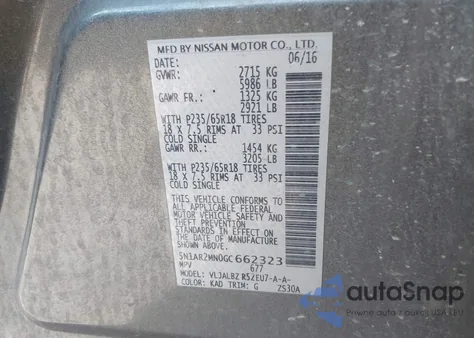 MFD BY NISSAN MOTOR CO., LTD.
DATE: 06/16
GVWR: 2715 KG
5986 LB
GAWR FR.: 1325 KG
2921 LB
WITH P235/65R18 TIRES
18 X 7.5 RIMS AT 33 PSI
COLD SINGLE
GAWR RR.: 1454 KG
3205 LB
WITH P235/65R18 TIRES
18 X 7.5 RIMS AT 33 PSI
COLD SINGLE
THIS VEHICLE CONFORMS TO
ALL APPLICABLE FEDERAL
MOTOR VEHICLE SAFETY AND
THEFT PREVENTION STANDARDS
IN EFFECT ON THE DATE OF
MANUFACTURE SHOWN ABOVE.
5N1AR2MN0GC662323
MPV 677
MODEL: VLJALBZ R52EU7-A-A-
COLOR: KAD TRIM: G 2530A
autoSnap